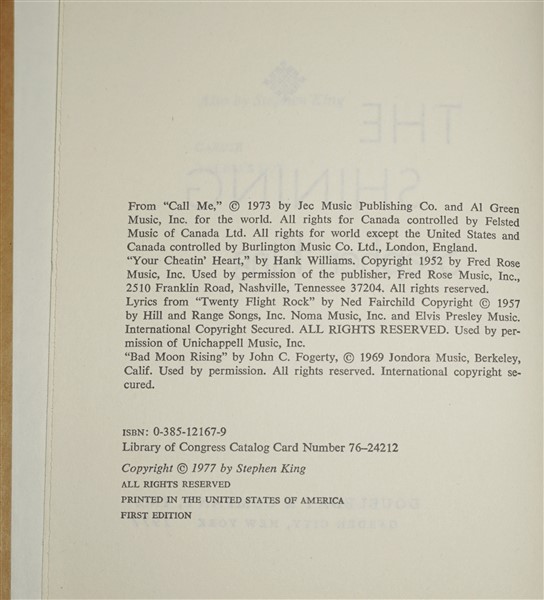 From “Call Me,” © 1973 by Jec Music Publishing Co. and Al Green
Music, Inc. for the world. All rights for Canada controlled by Felsted
Music of Canada Ltd. All rights for world except the United States and
Canada controlled by Burlington Music Co. Ltd., London, England.
“Your Cheatin’ Heart,” by Hank Williams. Copyright 1952 by Fred Rose
Music, Inc. Used by permission of the publisher, Fred Rose Music, Inc.,
2510 Franklin Road, Nashville, Tennessee 37204. All rights reserved.
Lyrics from “Twenty Flight Rock” by Ned Fairchild Copyright © 1957
by Hill and Range Songs, Inc. Noma Music, Inc. and Elvis Presley Music.
International Copyright Secured. ALL RIGHTS RESERVED. Used by per-
mission of Unichappell Music, Inc.
“Bad Moon Rising” by John C. Fogerty, © 1969 Jondora Music, Berkeley,
Calif. Used by permission. All rights reserved. International copyright se-
cured.
ISBN: 0-385-12167-9
Library of Congress Catalog Card Number 76–24212
Copyright © 1977 by Stephen King
ALL RIGHTS RESERVED
PRINTED IN THE UNITED STATES OF AMERICA
FIRST EDITION